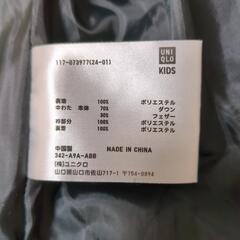 117-873977(24-01)
UNIQLO
KIDS
表地 100% ポリエステル
中わた 本体 70% ダウン
30% フェザー
衿部分 100% ポリエステル
裏地 100% ポリエステル
中国製 MADE IN CHINA
342-A9A-ABB
(株)ユニクロ
山口県山口市佐山717-1 〒754-0894